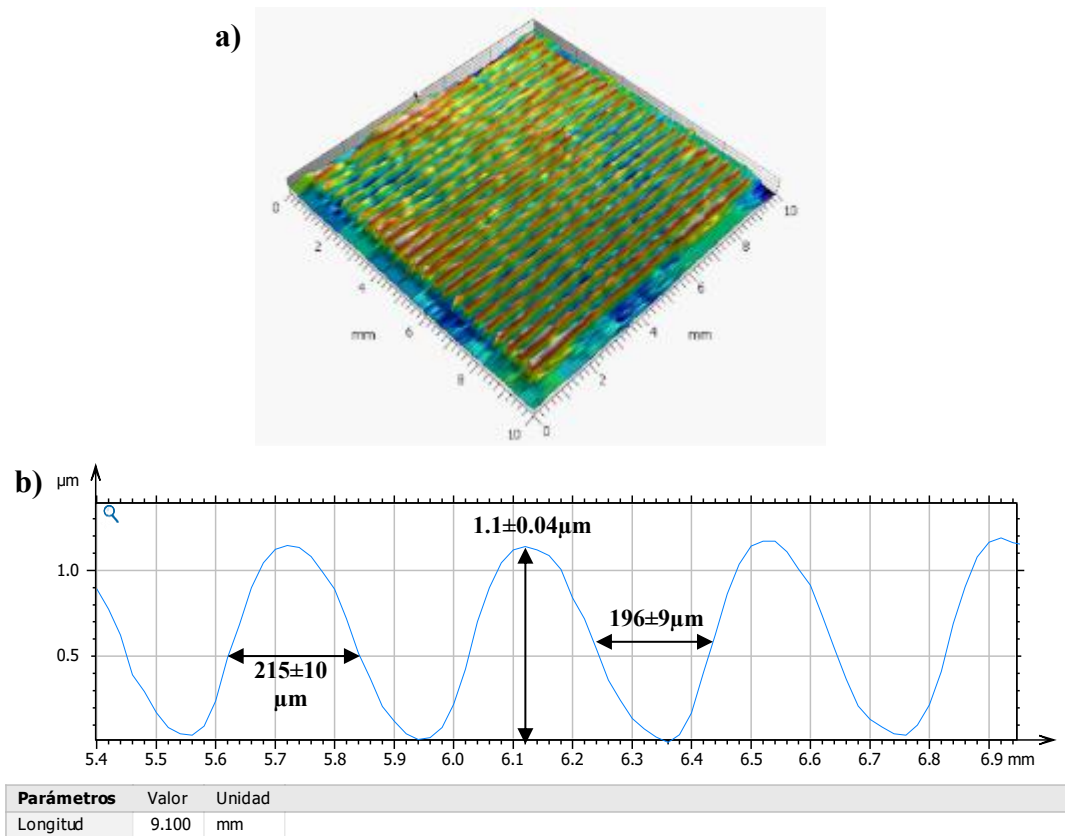 a)
0
2
4
6
8
10
mm
0
2
4
6
8
10
mm
b)
µm
1.0
0.5
1.1±0.04µm
196±9µm
215±10
µm
5.4 5.5 5.6 5.7 5.8 5.9 6.0 6.1 6.2 6.3 6.4 6.5 6.6 6.7 6.8 6.9 mm
Parámetros Valor Unidad
Longitud 9.100 mm